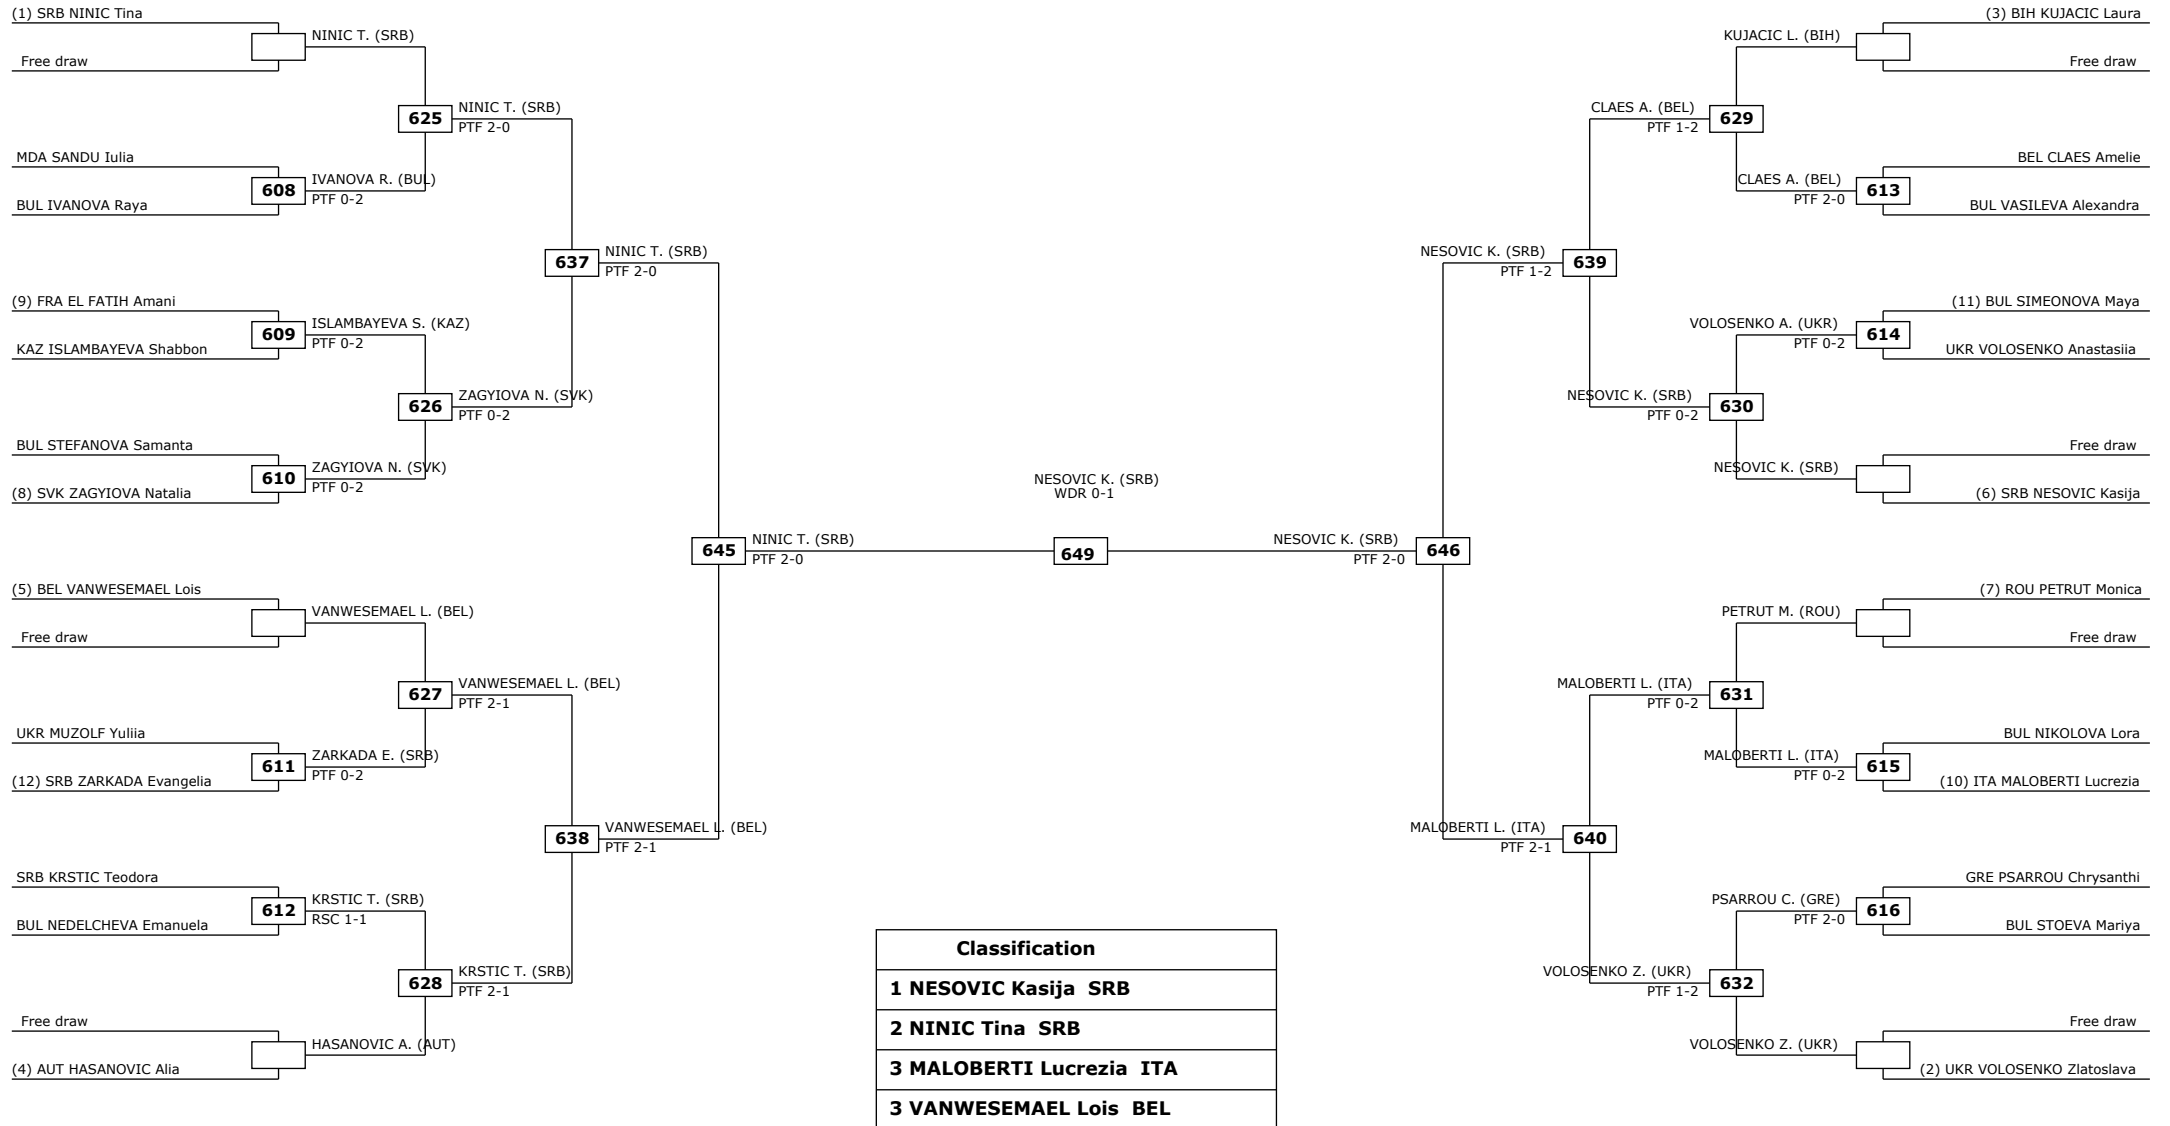 (1) SRB NINIC Tina
NINIC T. (SRB)
Free draw
NINIC T. (SRB)
625
PTF 2-0
MDA SANDU Iulia
608
IVANOVA R. (BUL)
PTF 0-2
BUL IVANOVA Raya
NINIC T. (SRB)
637
PTF 2-0
(9) FRA EL FATIH Amani
609
ISLAMBAYEVA S. (KAZ)
PTF 0-2
KAZ ISLAMBAYEVA Shabbon
626
ZAGYIOVA N. (SVK)
PTF 0-2
BUL STEFANOVA Samanta
610
ZAGYIOVA N. (SVK)
PTF 0-2
(8) SVK ZAGYIOVA Natalia
645
NINIC T. (SRB)
PTF 2-0
(5) BEL VANWESEMAEL Lois
VANWESEMAEL L. (BEL)
Free draw
627
VANWESEMAEL L. (BEL)
PTF 2-1
UKR MUZOLF Yuliia
611
ZARKADA E. (SRB)
PTF 0-2
(12) SRB ZARKADA Evangelia
638
VANWESEMAEL L. (BEL)
PTF 2-1
SRB KRSTIC Teodora
612
KRSTIC T. (SRB)
RSC 1-1
BUL NEDELCHEVA Emanuela
628
KRSTIC T. (SRB)
PTF 2-1
Free draw
HASANOVIC A. (AUT)
(4) AUT HASANOVIC Alia
NESOVIC K. (SRB)
WDR 0-1
649
(3) BIH KUJACIC Laura
KUJACIC L. (BIH)
Free draw
CLAES A. (BEL)
PTF 1-2
629
BEL CLAES Amelie
CLAES A. (BEL)
PTF 2-0
613
BUL VASILEVA Alexandra
NESOVIC K. (SRB)
PTF 1-2
639
(11) BUL SIMEONOVA Maya
VOLOSENKO A. (UKR)
PTF 0-2
614
UKR VOLOSENKO Anastasiia
NESOVIC K. (SRB)
PTF 0-2
630
Free draw
NESOVIC K. (SRB)
(6) SRB NESOVIC Kasija
NESOVIC K. (SRB)
PTF 2-0
646
(7) ROU PETRUT Monica
PETRUT M. (ROU)
Free draw
MALOBERTI L. (ITA)
PTF 0-2
631
BUL NIKOLOVA Lora
MALOBERTI L. (ITA)
PTF 0-2
615
(10) ITA MALOBERTI Lucrezia
MALOBERTI L. (ITA)
PTF 2-1
640
GRE PSARROU Chrysanthi
PSARROU C. (GRE)
PTF 2-0
616
BUL STOEVA Mariya
VOLOSENKO Z. (UKR)
PTF 1-2
632
Free draw
VOLOSENKO Z. (UKR)
(2) UKR VOLOSENKO Zlatoslava
Classification
1 NESOVIC Kasija SRB
2 NINIC Tina SRB
3 MALOBERTI Lucrezia ITA
3 VANWESEMAEL Lois BEL